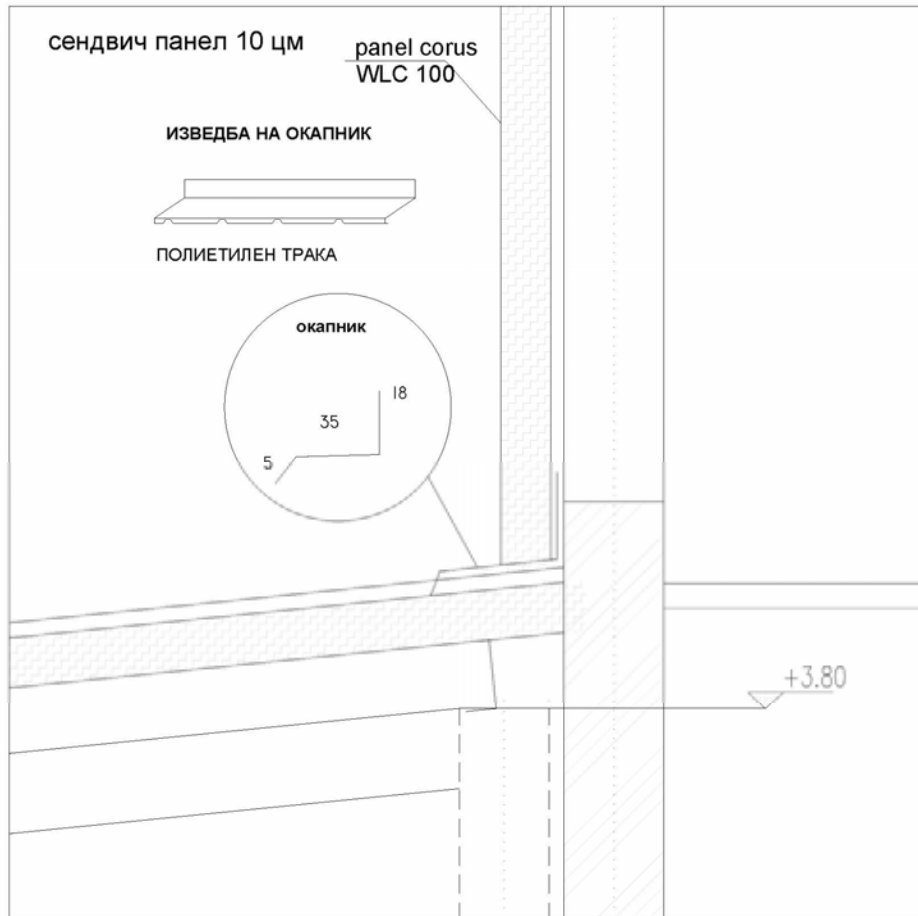 сендвич панел 10 цм
panel corus
WLC 100
ИЗВЕДБА НА ОКАПНИК
ПОЛИЕТИЛЕН ТРАКА
окапник
18
35
5
+3.80